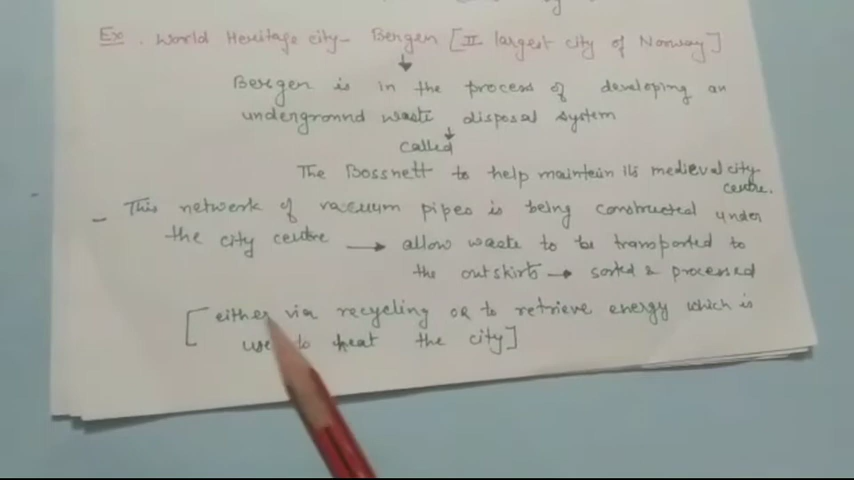 Ex. World Heritage city- Bergen [II largest city of Norway]
Bergen is in the process of developing an
underground waste disposal system
called
The Bossnett to help maintain its medieval city
centre.
- This network of vacuum pipes is being constructed under
the city centre → allow waste to be transported to
the outskirts → sorted & processed
[either via recycling OR to retrieve energy which is
use to heat the city]